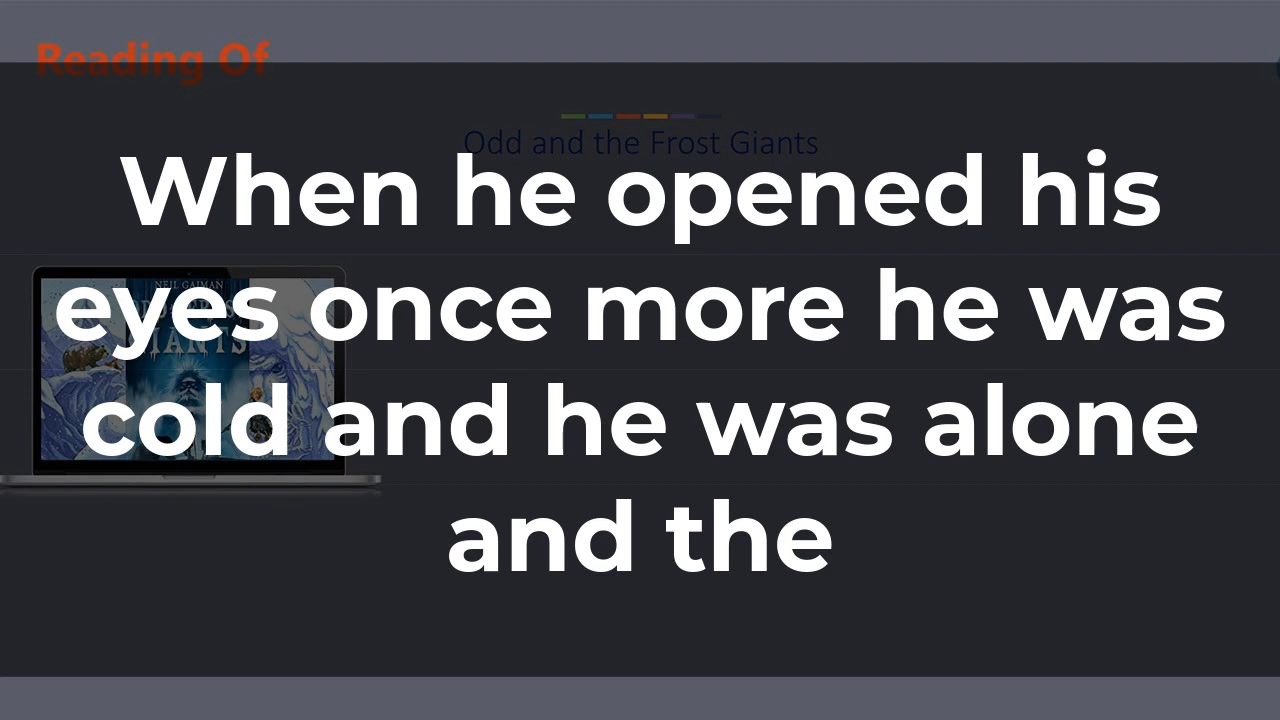 Reading Of
Odd and the Frost Giants
When he opened his
eyes once more he was
cold and he was alone
and the
NEIL GAIMAN
GIANTS